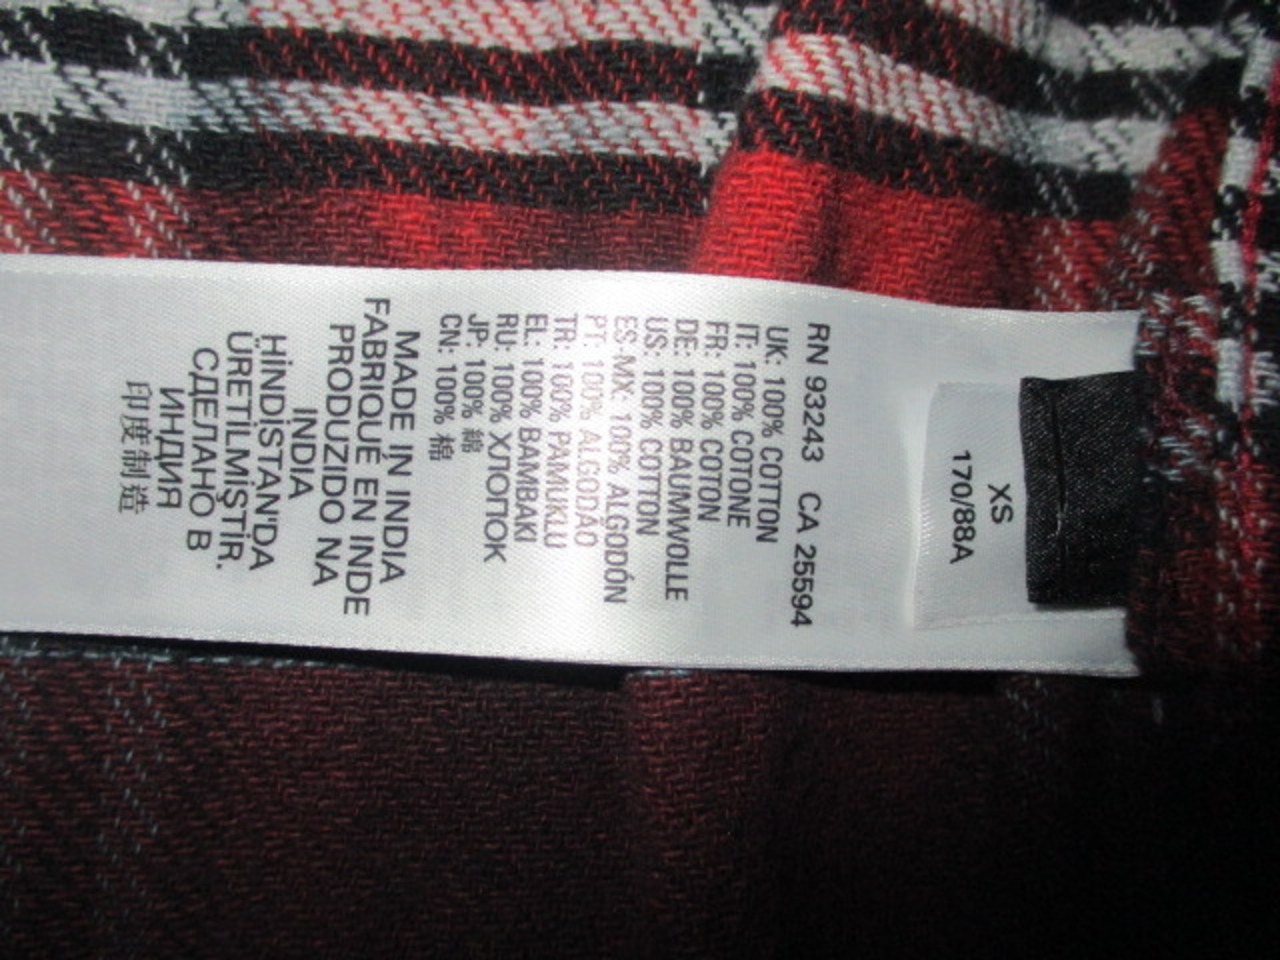 XS
170/88A
RN 93243 CA 25594
UK: 100% COTTON
IT: 100% COTONE
FR: 100% COTON
DE: 100% BAUMWOLLE
US: 100% COTTON
ES-MX: 100% ALGODÓN
PT: 100% ALGODÃO
TR: 100% PAMUKLU
EL: 100% BAMBAKI
RU: 100% ХЛОПОК
JP: 100% 綿
CN: 100% 棉
MADE IN INDIA
FABRIQUÉ EN INDE
PRODUZIDO NA
INDIA
HİNDİSTAN'DA
ÜRETİLMİŞTİR.
СДЕЛАНО В
ИНДИЯ
印度制造